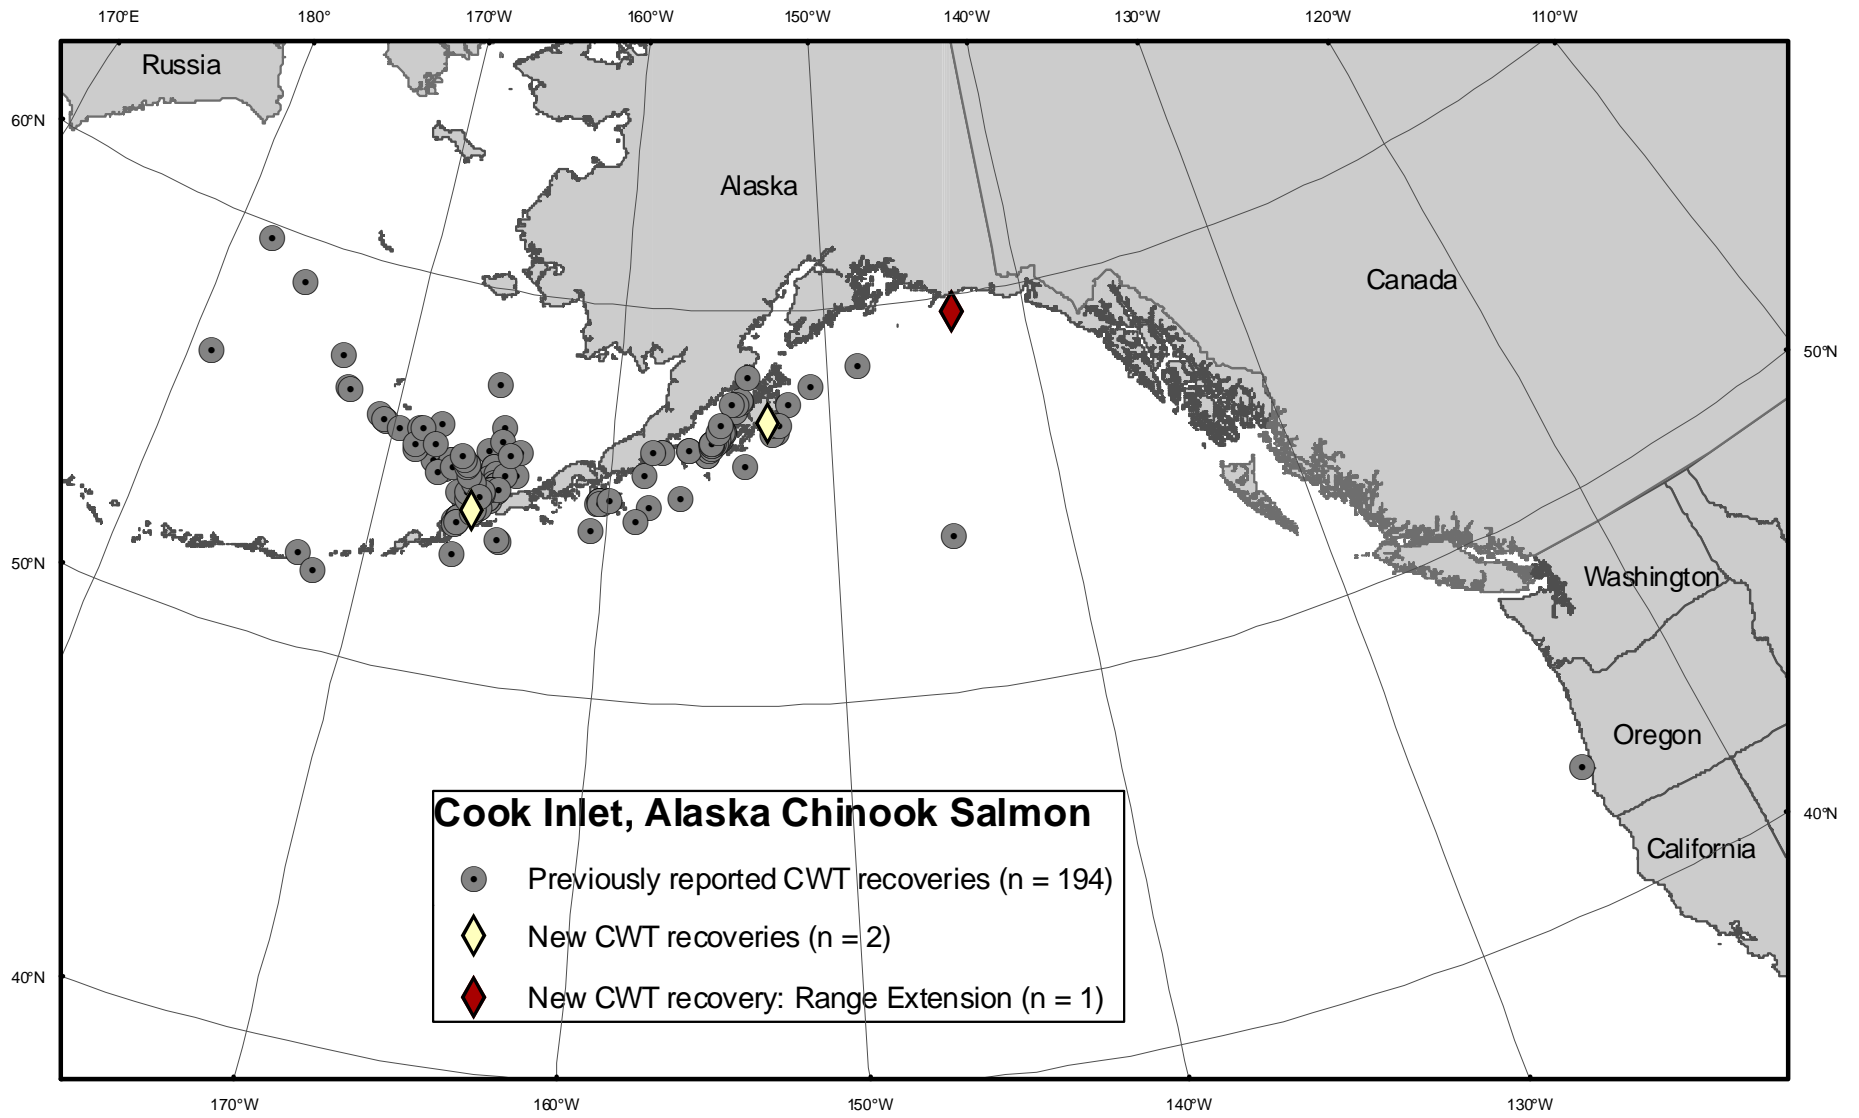 170°E 180° 170°W 160°W 150°W 140°W 130°W 120°W 110°W
Russia
60°N
Alaska
Canada
50°N
50°N
Washington
Oregon
40°N
California
Cook Inlet, Alaska Chinook Salmon
Previously reported CWT recoveries (n = 194)
New CWT recoveries (n = 2)
New CWT recovery: Range Extension (n = 1)
40°N
170°W 160°W 150°W 140°W 130°W